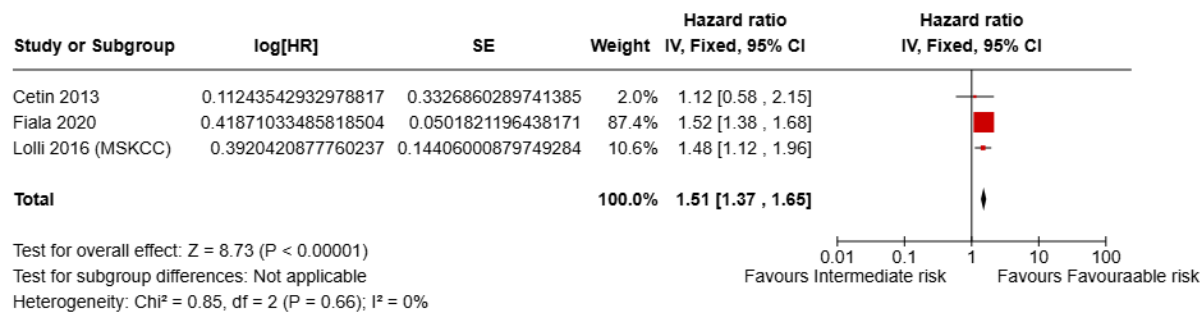 Hazard ratio Hazard ratio
Study or Subgroup log[HR] SE Weight IV, Fixed, 95% CI IV, Fixed, 95% CI
Cetin 2013 0.11243542932978817 0.3326860289741385 2.0% 1.12 [0.58 , 2.15]
Fiala 2020 0.41871033485818504 0.0501821196438171 87.4% 1.52 [1.38 , 1.68]
Lolli 2016 (MSKCC) 0.3920420877760237 0.14406000879749284 10.6% 1.48 [1.12 , 1.96]
Total 100.0% 1.51 [1.37 , 1.65]
Test for overall effect: Z = 8.73 (P < 0.00001)
Test for subgroup differences: Not applicable
Heterogeneity: Chi² = 0.85, df = 2 (P = 0.66); I² = 0%
0.01 0.1 1 10 100
Favours Intermediate risk Favours Favouraable risk